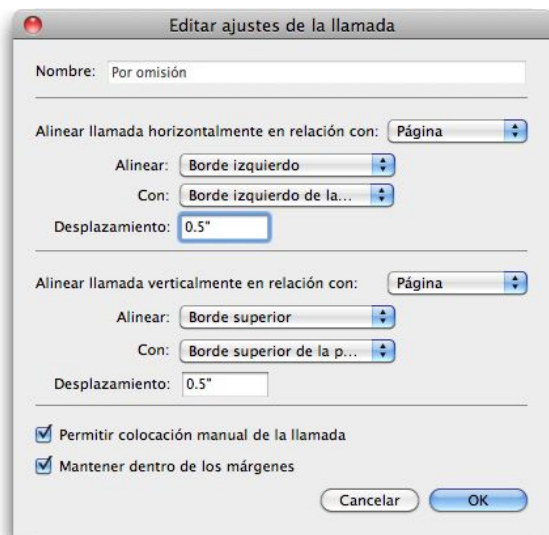 Editar ajustes de la llamada
Nombre: Por omisión
Alinear llamada horizontalmente en relación con: Página
Alinear: Borde izquierdo
Con: Borde izquierdo de la...
Desplazamiento: 0.5"
Alinear llamada verticalmente en relación con: Página
Alinear: Borde superior
Con: Borde superior de la p...
Desplazamiento: 0.5"
Permitir colocación manual de la llamada
Mantener dentro de los márgenes
Cancelar OK